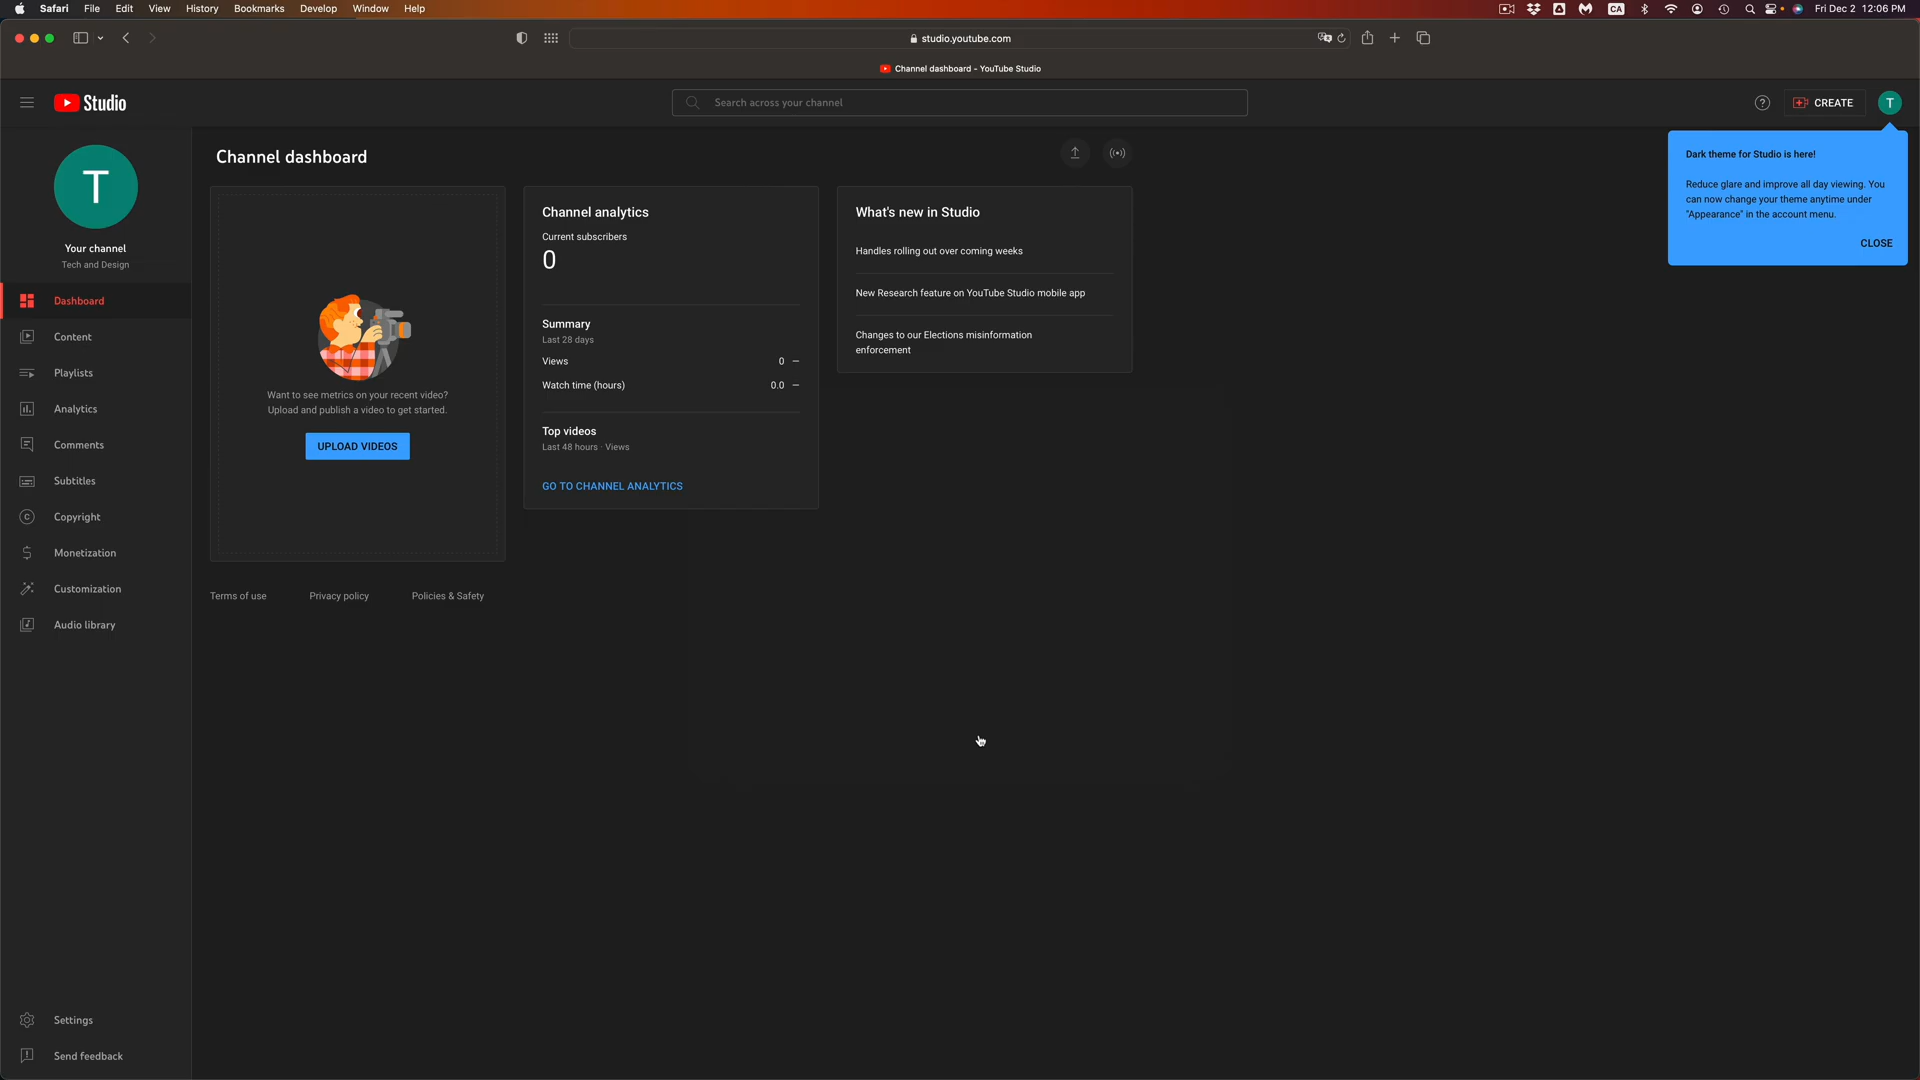 Safari File Edit View History Bookmarks Develop Window Help
CA Fri Dec 2 12:06 PM
studio.youtube.com
Channel dashboard - YouTube Studio
Studio
Search across your channel
CREATE
T
Dark theme for Studio is here!
Reduce glare and improve all day viewing. You
can now change your theme anytime under
"Appearance" in the account menu.
CLOSE
T
Your channel
Tech and Design
Dashboard
Content
Playlists
Analytics
Comments
Subtitles
Copyright
Monetization
Customization
Audio library
Settings
Send feedback
Channel dashboard
Want to see metrics on your recent video?
Upload and publish a video to get started.
UPLOAD VIDEOS
Channel analytics
Current subscribers
0
Summary
Last 28 days
Views 0 —
Watch time (hours) 0.0 —
Top videos
Last 48 hours · Views
GO TO CHANNEL ANALYTICS
What's new in Studio
Handles rolling out over coming weeks
New Research feature on YouTube Studio mobile app
Changes to our Elections misinformation
enforcement
Terms of use Privacy policy Policies & Safety